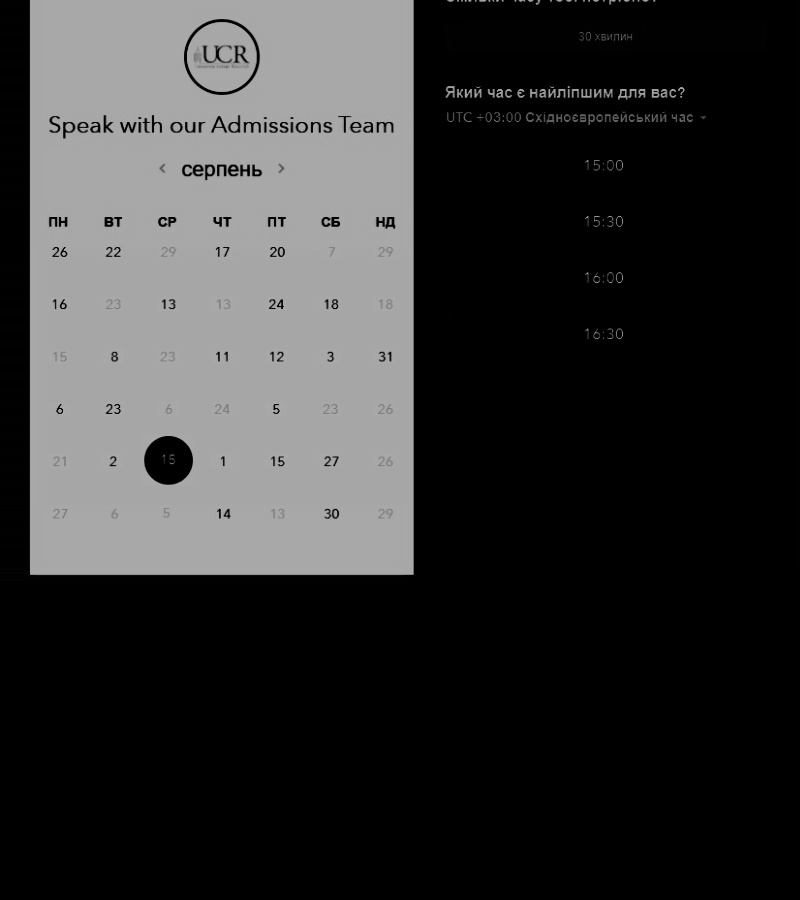 UCR
Speak with our Admissions Team
серпень
ПН ВТ СР ЧТ ПТ СБ НД
26 22 29 17 20 7 29
16 23 13 13 24 18 18
15 8 23 11 12 3 31
6 23 6 24 5 23 26
21 2 15 1 15 27 26
27 6 5 14 13 30 29
30 хвилин
Який час є найліпшим для вас?
UTC +03:00 Східноєвропейський час
15:00
15:30
16:00
16:30